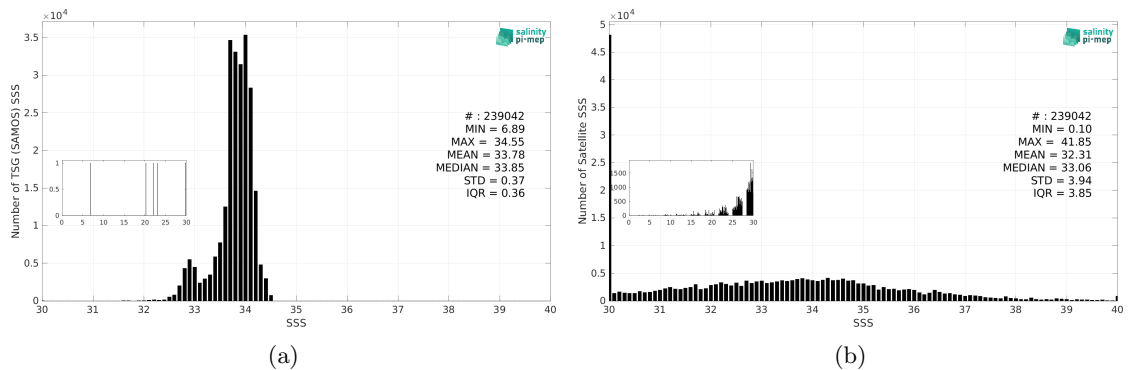 ×10⁴
salinity
pi-mep
3.5
3
2.5
2
1.5
1
0.5
0
Number of TSG (SAMOS) SSS
# : 239042
MIN = 6.89
MAX = 34.55
MEAN = 33.78
MEDIAN = 33.85
STD = 0.37
IQR = 0.36
1
0.5
0
0 5 10 15 20 25 30
30 31 32 33 34 35 36 37 38 39 40
SSS
(a)
×10⁴
salinity
pi-mep
5
4.5
4
3.5
3
2.5
2
1.5
1
0.5
0
Number of Satellite SSS
# : 239042
MIN = 0.10
MAX = 41.85
MEAN = 32.31
MEDIAN = 33.06
STD = 3.94
IQR = 3.85
1500
1000
500
0
0 5 10 15 20 25 30
30 31 32 33 34 35 36 37 38 39 40
SSS
(b)